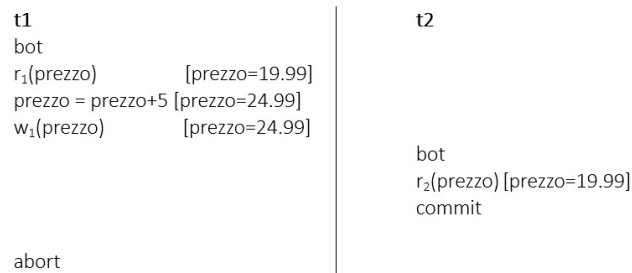 t1
bot
r₁(prezzo) [prezzo=19.99]
prezzo = prezzo+5 [prezzo=24.99]
w₁(prezzo) [prezzo=24.99]
abort
t2
bot
r₂(prezzo) [prezzo=19.99]
commit